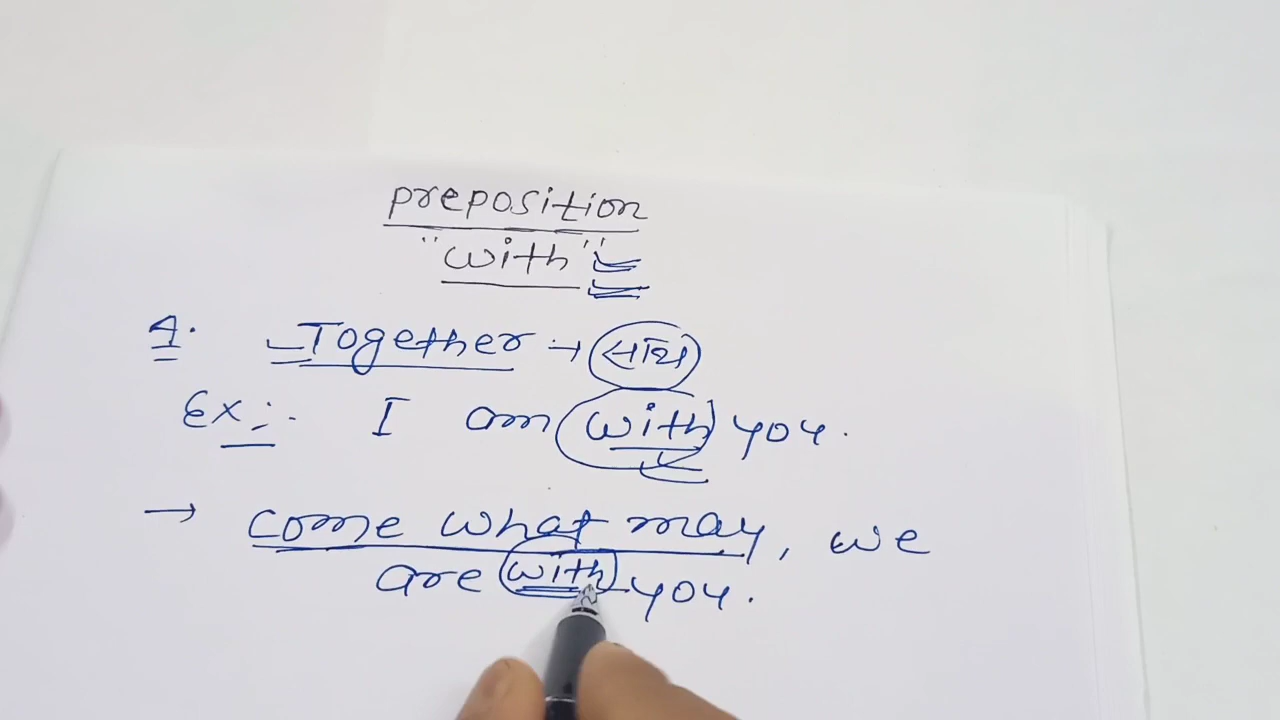 preposition
"with"
1. Together → साथ
Ex:- I am with you.
→ come what may, we
are with you.